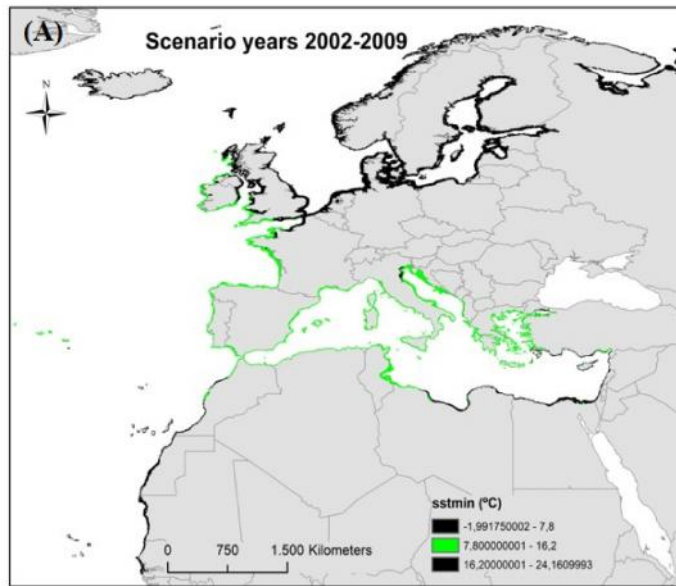 (A)
Scenario years 2002-2009
N
sstmin (ºC)
-1,991750002 - 7,8
7,800000001 - 16,2
16,20000001 - 24,1609993
0 750 1.500 Kilometers